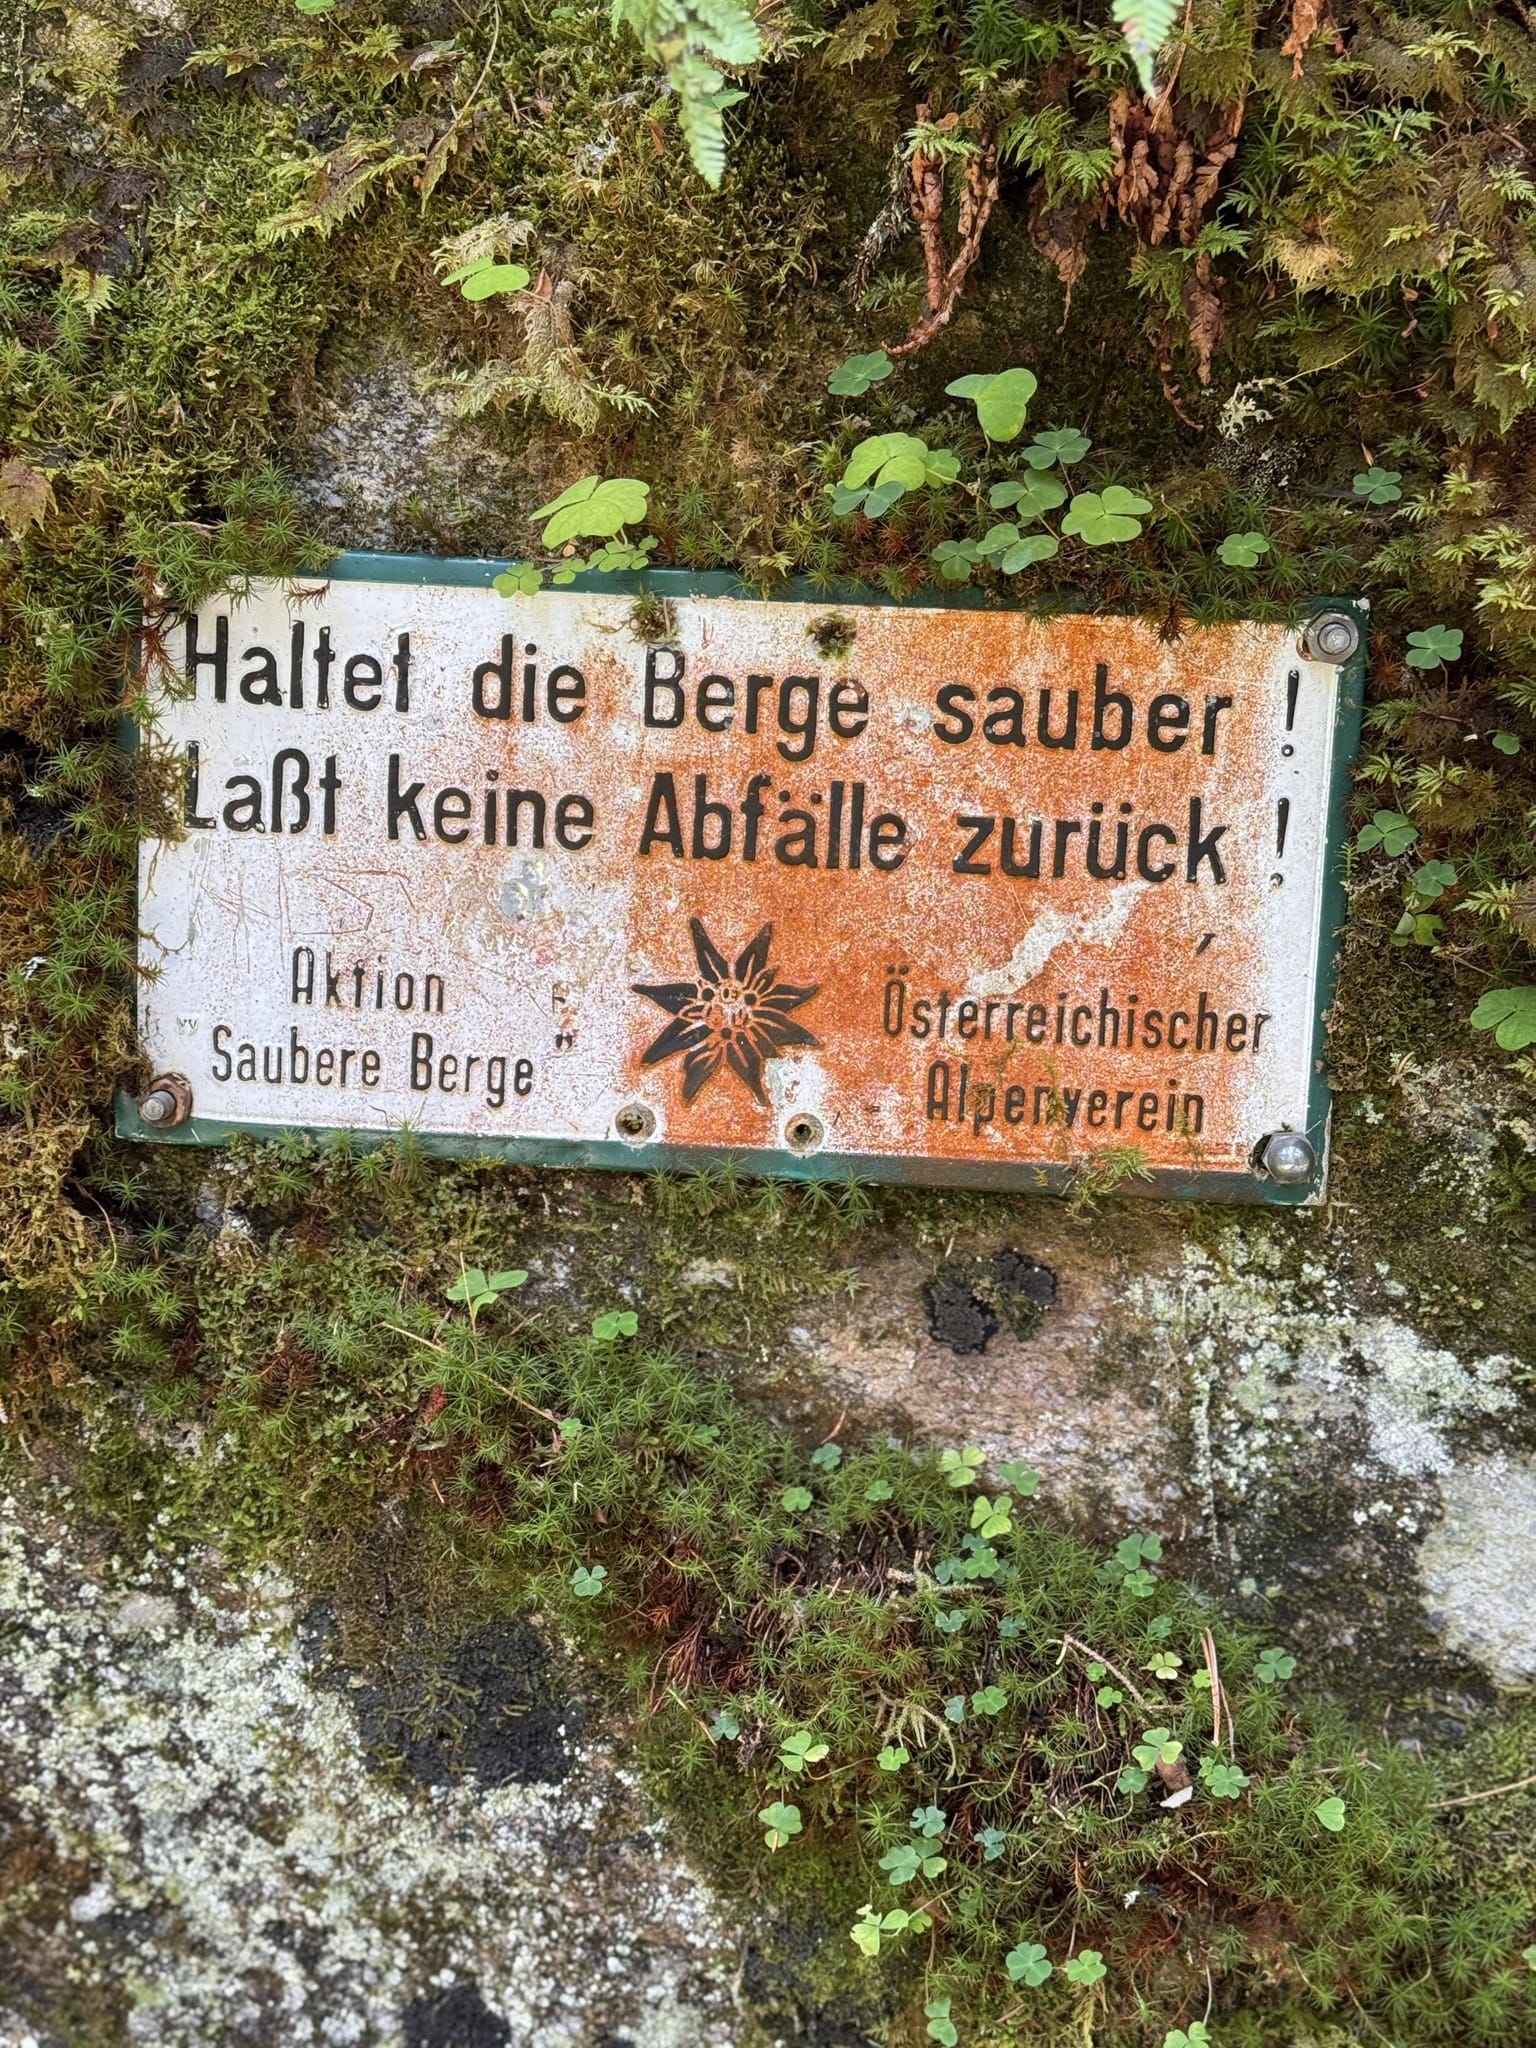 Haltet die Berge sauber !
Laßt keine Abfälle zurück !
Aktion
"Saubere Berge"
Österreichischer
Alpenverein